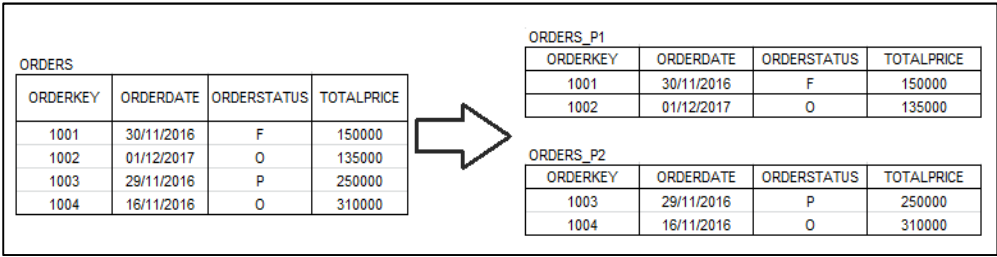 ORDERS
ORDERKEY ORDERDATE ORDERSTATUS TOTALPRICE
1001 30/11/2016 F 150000
1002 01/12/2017 O 135000
1003 29/11/2016 P 250000
1004 16/11/2016 O 310000
ORDERS_P1
ORDERKEY ORDERDATE ORDERSTATUS TOTALPRICE
1001 30/11/2016 F 150000
1002 01/12/2017 O 135000
ORDERS_P2
ORDERKEY ORDERDATE ORDERSTATUS TOTALPRICE
1003 29/11/2016 P 250000
1004 16/11/2016 O 310000